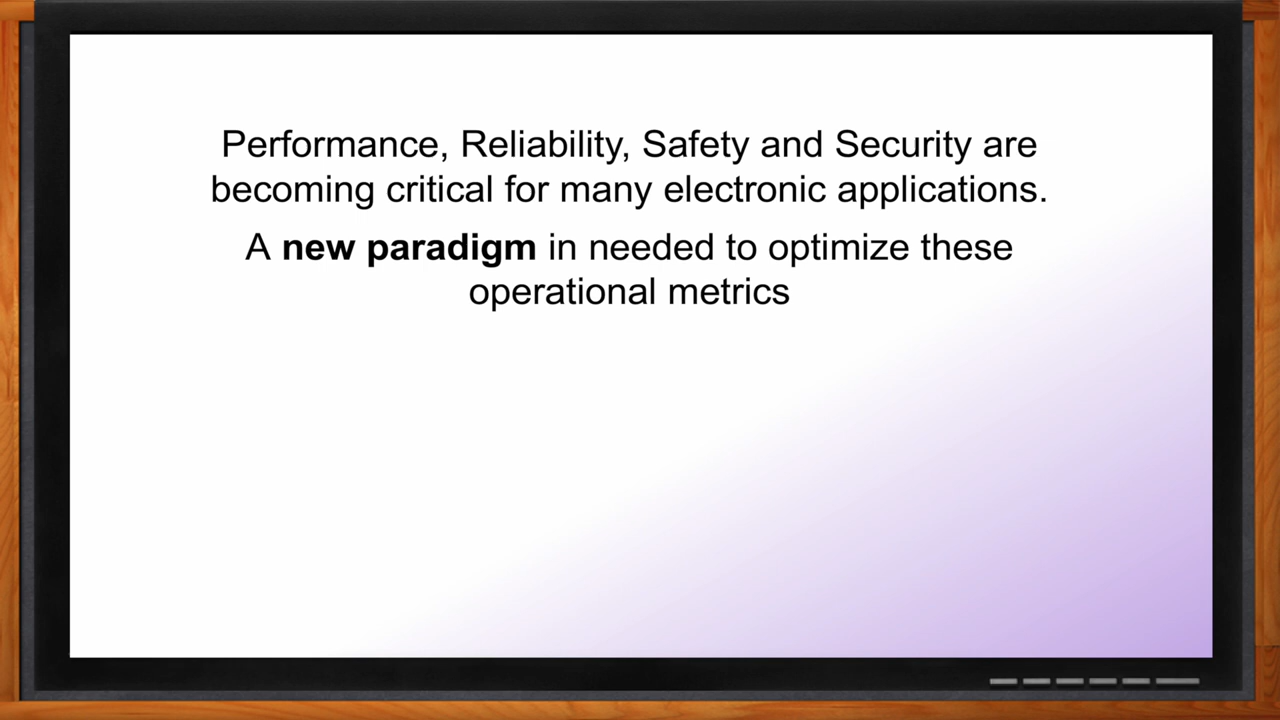 Performance, Reliability, Safety and Security are
becoming critical for many electronic applications.
A new paradigm in needed to optimize these
operational metrics